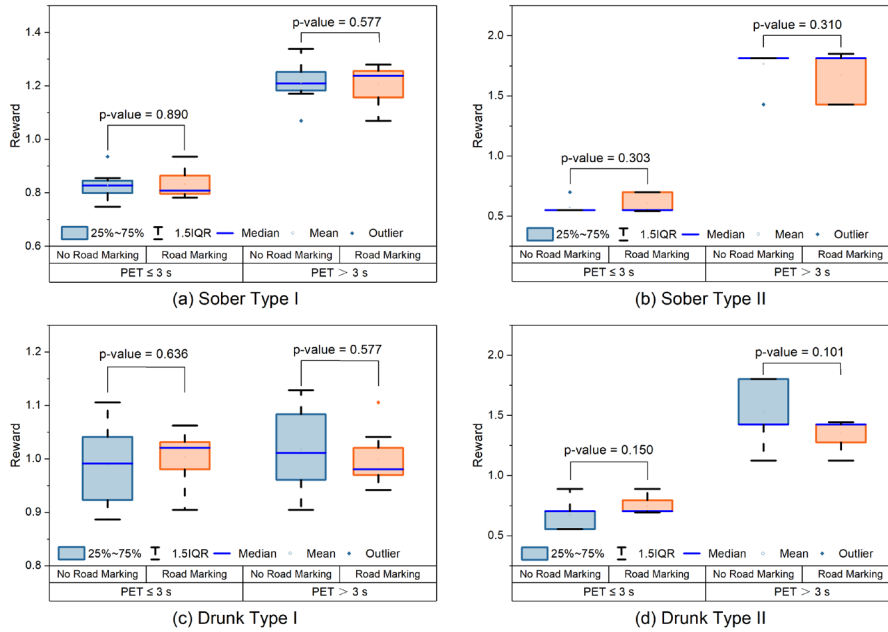 1.4
1.2
1.0
0.8
0.6
Reward
p-value = 0.577
p-value = 0.890
25%~75% 1.5IQR Median Mean Outlier
No Road Marking Road Marking No Road Marking Road Marking
PET ≤ 3 s PET > 3 s
(a) Sober Type I
2.0
1.5
1.0
0.5
Reward
p-value = 0.310
p-value = 0.303
25%~75% 1.5IQR Median Mean Outlier
No Road Marking Road Marking No Road Marking Road Marking
PET ≤ 3 s PET > 3 s
(b) Sober Type II
1.2
1.1
1.0
0.9
0.8
Reward
p-value = 0.636
p-value = 0.577
25%~75% 1.5IQR Median Mean Outlier
No Road Marking Road Marking No Road Marking Road Marking
PET ≤ 3 s PET > 3 s
(c) Drunk Type I
2.0
1.5
1.0
0.5
Reward
p-value = 0.101
p-value = 0.150
25%~75% 1.5IQR Median Mean Outlier
No Road Marking Road Marking No Road Marking Road Marking
PET ≤ 3 s PET > 3 s
(d) Drunk Type II